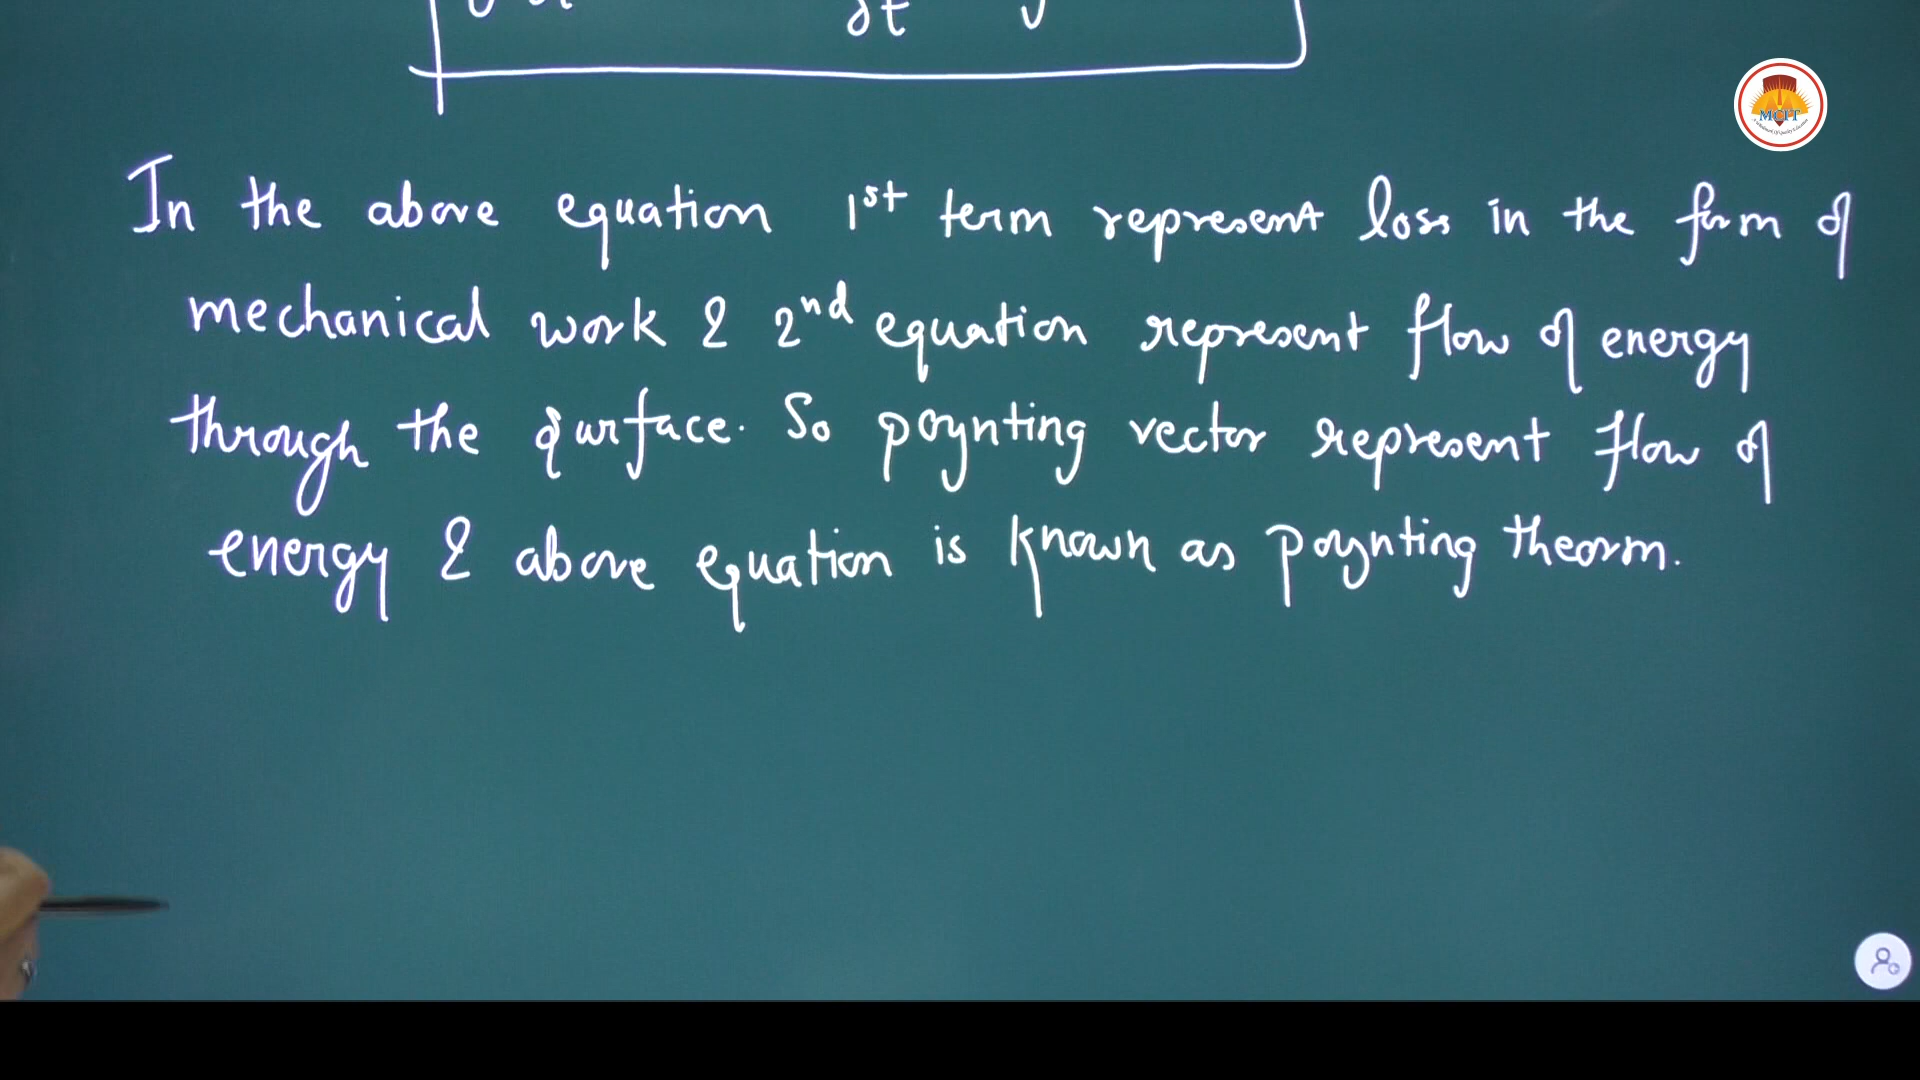 ∂t
MCIT
In the above equation 1st term represent loss in the form of
mechanical work & 2nd equation represent flow of energy
through the surface. So poynting vector represent flow of
energy & above equation is known as poynting theorm.